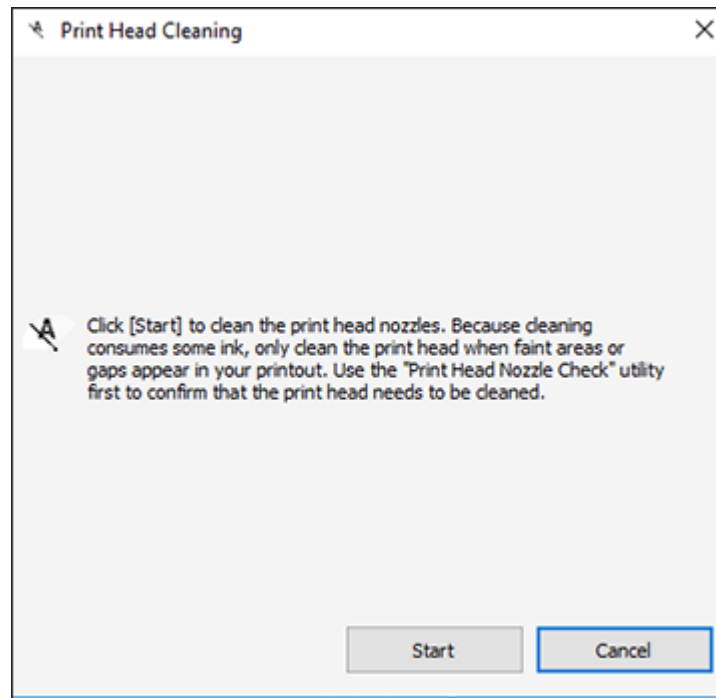 Print Head Cleaning
Click [Start] to clean the print head nozzles. Because cleaning
consumes some ink, only clean the print head when faint areas or
gaps appear in your printout. Use the "Print Head Nozzle Check" utility
first to confirm that the print head needs to be cleaned.
Start
Cancel